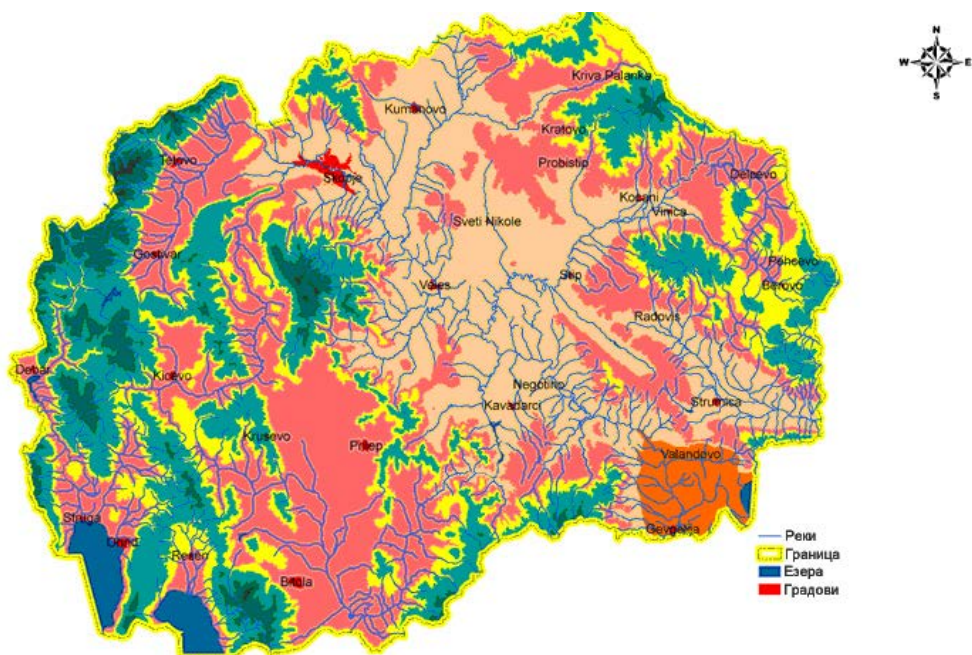 N
W E
S
Kriva Palanka
Kumanovo
Kratovo
Tetovo
Probistip
Skopje
Delcevo
Kocani
Vinica
Sveti Nikole
Gostivar
Pehcevo
Stip
Berovo
Veles
Radovis
Debar
Kicevo
Negotino
Strumica
Kavadarci
Krusevo
Prilep
Valandovo
Struga
Gevgelija
Ohrid
Resen
Bitola
Реки
Граница
Езера
Градови